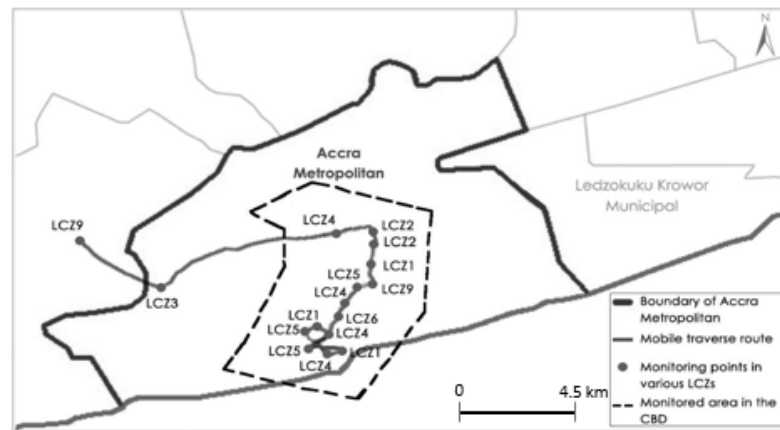 N
Accra
Metropolitan
Ledzokuku Krowor
Municipal
LCZ9
LCZ4
LCZ2
LCZ2
LCZ1
LCZ3
LCZ5
LCZ9
LCZ4
LCZ1
LCZ6
LCZ5
LCZ4
LCZ5
LCZ1
LCZ4
0
4.5 km
Boundary of Accra
Metropolitan
Mobile traverse route
Monitoring points in
various LCZs
Monitored area in the
CBD